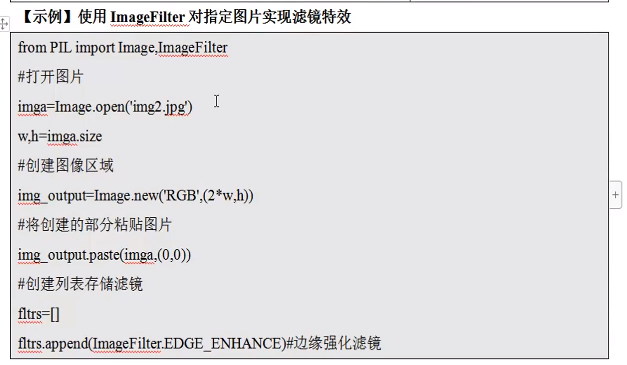 【示例】使用 ImageFilter 对指定图片实现滤镜特效
from PIL import Image,ImageFilter
#打开图片
imga=Image.open('img2.jpg')
w,h=imga.size
#创建图像区域
img_output=Image.new('RGB',(2*w,h))
#将创建的部分粘贴图片
img_output.paste(imga,(0,0))
#创建列表存储滤镜
fltrs=[]
fltrs.append(ImageFilter.EDGE_ENHANCE)#边缘强化滤镜